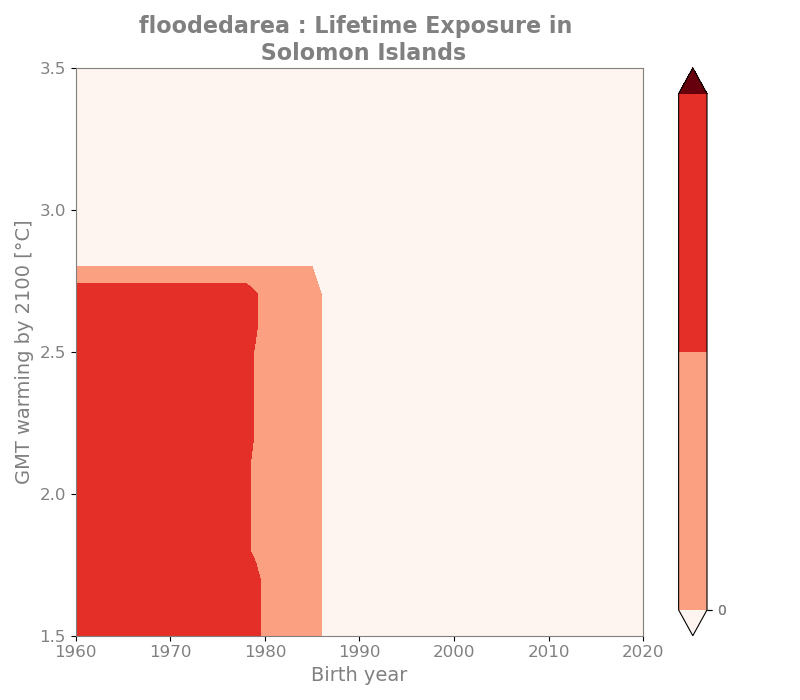 floodedarea : Lifetime Exposure in
Solomon Islands
3.5
3.0
2.5
2.0
1.5
GMT warming by 2100 [°C]
1960 1970 1980 1990 2000 2010 2020
Birth year
0